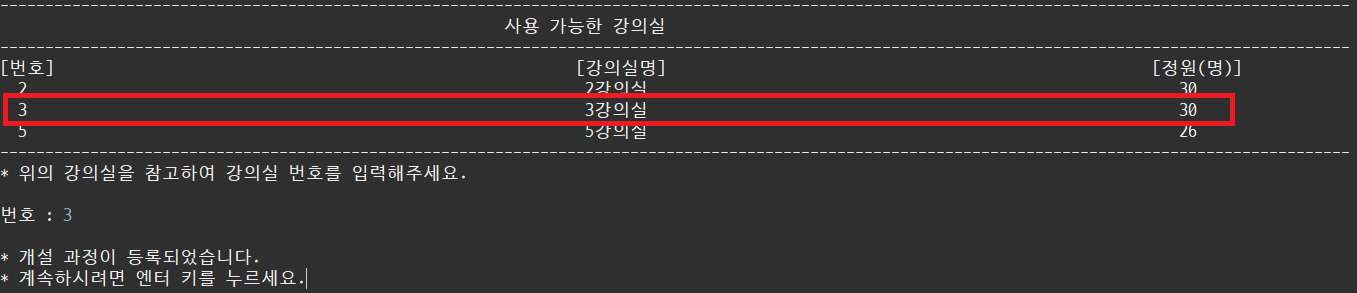 사용 가능한 강의실
[번호] [강의실명] [정원(명)]
2 2강의실 30
3 3강의실 30
5 5강의실 26
* 위의 강의실을 참고하여 강의실 번호를 입력해주세요.
번호 : 3
* 개설 과정이 등록되었습니다.
* 계속하시려면 엔터 키를 누르세요.